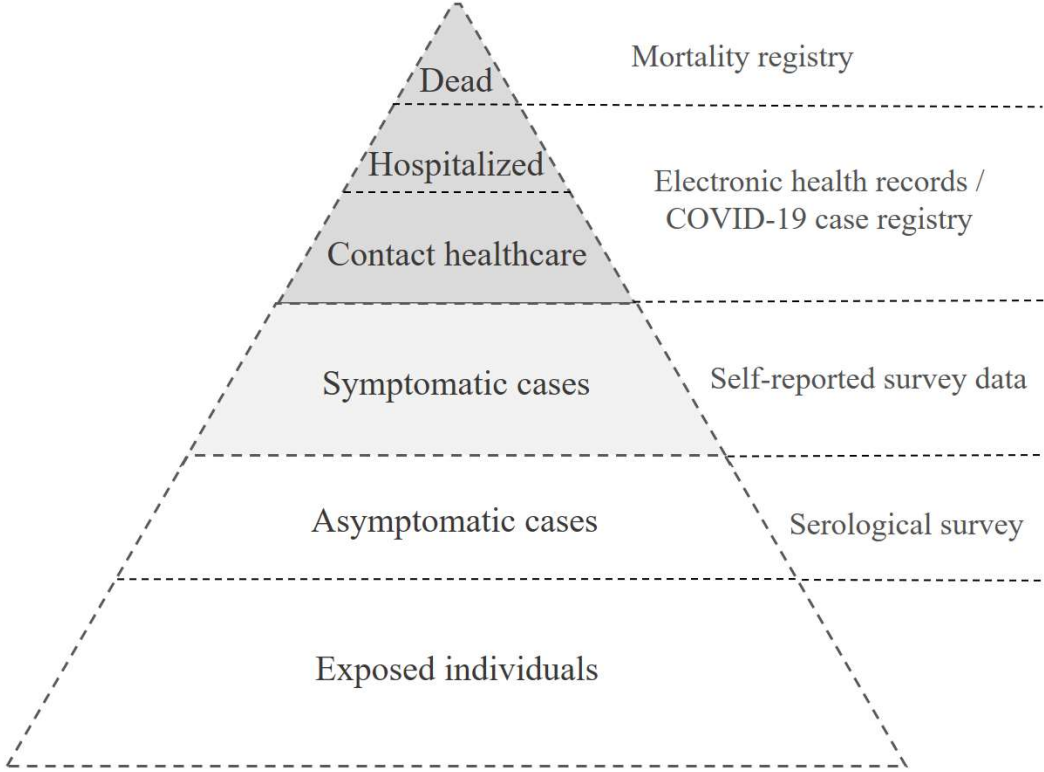 Mortality registry
Dead
Hospitalized
Electronic health records /
COVID-19 case registry
Contact healthcare
Symptomatic cases
Self-reported survey data
Asymptomatic cases
Serological survey
Exposed individuals